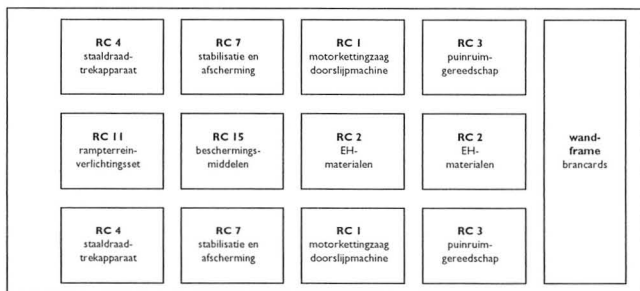 RC 4
staaldraad-
trekapparaat
RC 7
stabilisatie en
afscherming
RC 1
motorkettingzaag
doorslijpmachine
RC 3
puinruim-
gereedschap
RC 11
rampterrein-
verlichtingsset
RC 15
beschermings-
middelen
RC 2
EH-
materialen
RC 2
EH-
materialen
wand-
frame
brancards
RC 4
staaldraad-
trekapparaat
RC 7
stabilisatie en
afscherming
RC 1
motorkettingzaag
doorslijpmachine
RC 3
puinruim-
gereedschap